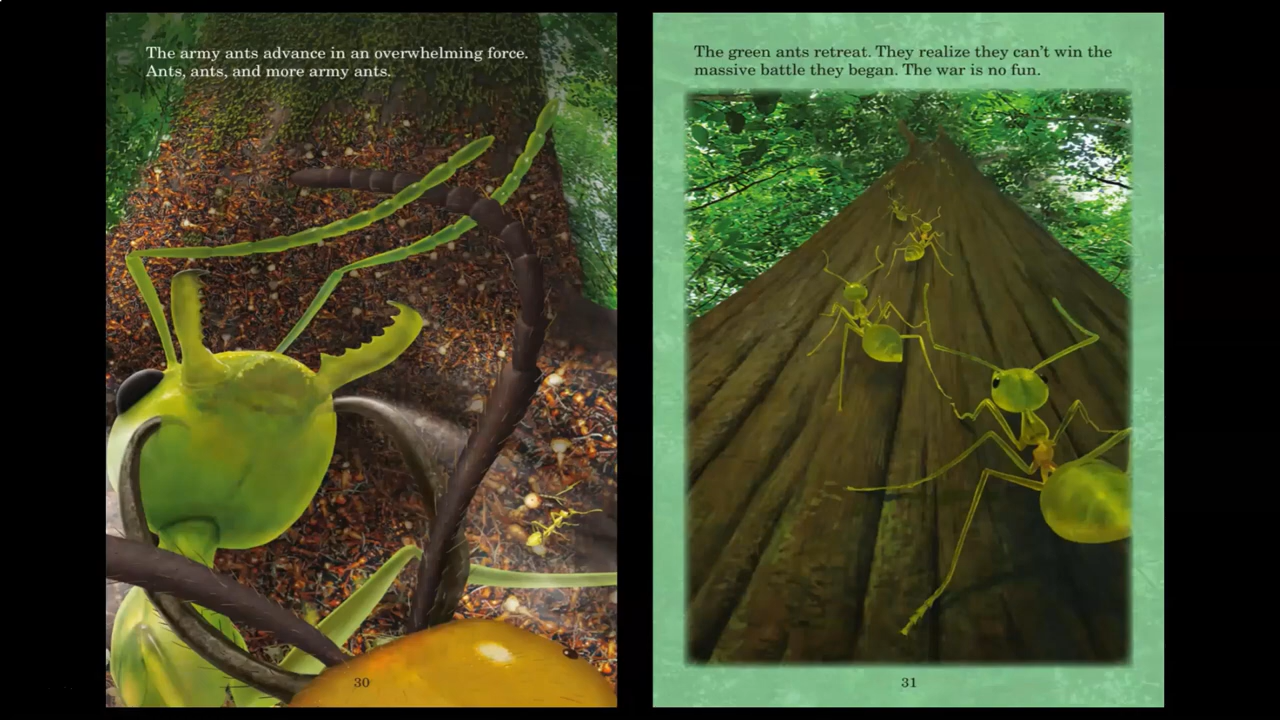 The army ants advance in an overwhelming force.
Ants, ants, and more army ants.
30
The green ants retreat. They realize they can't win the
massive battle they began. The war is no fun.
31